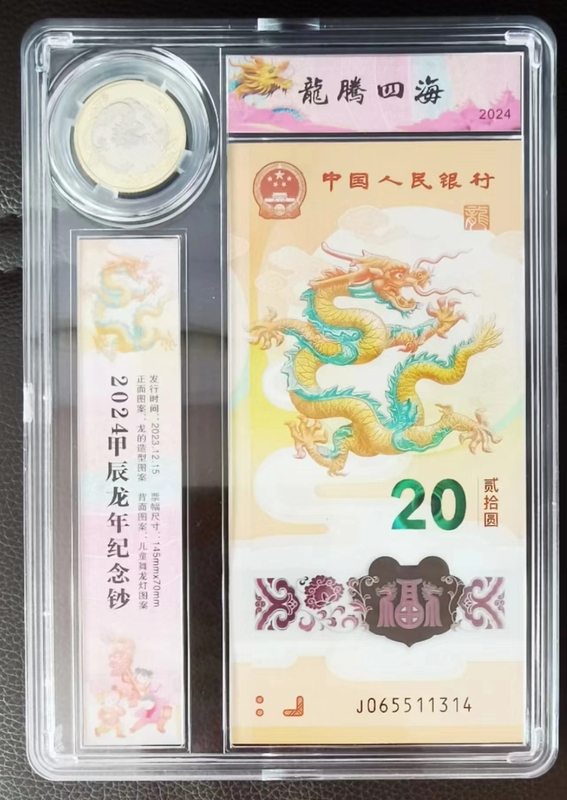 龍騰四海
2024
中国人民银行
龍
20
贰拾圆
J065511314
2024甲辰龙年纪念钞
发行时间：2023.12.15 票幅尺寸：145mmx70mm
正面图案：龙的造型图案 背面图案：儿童舞龙灯图案